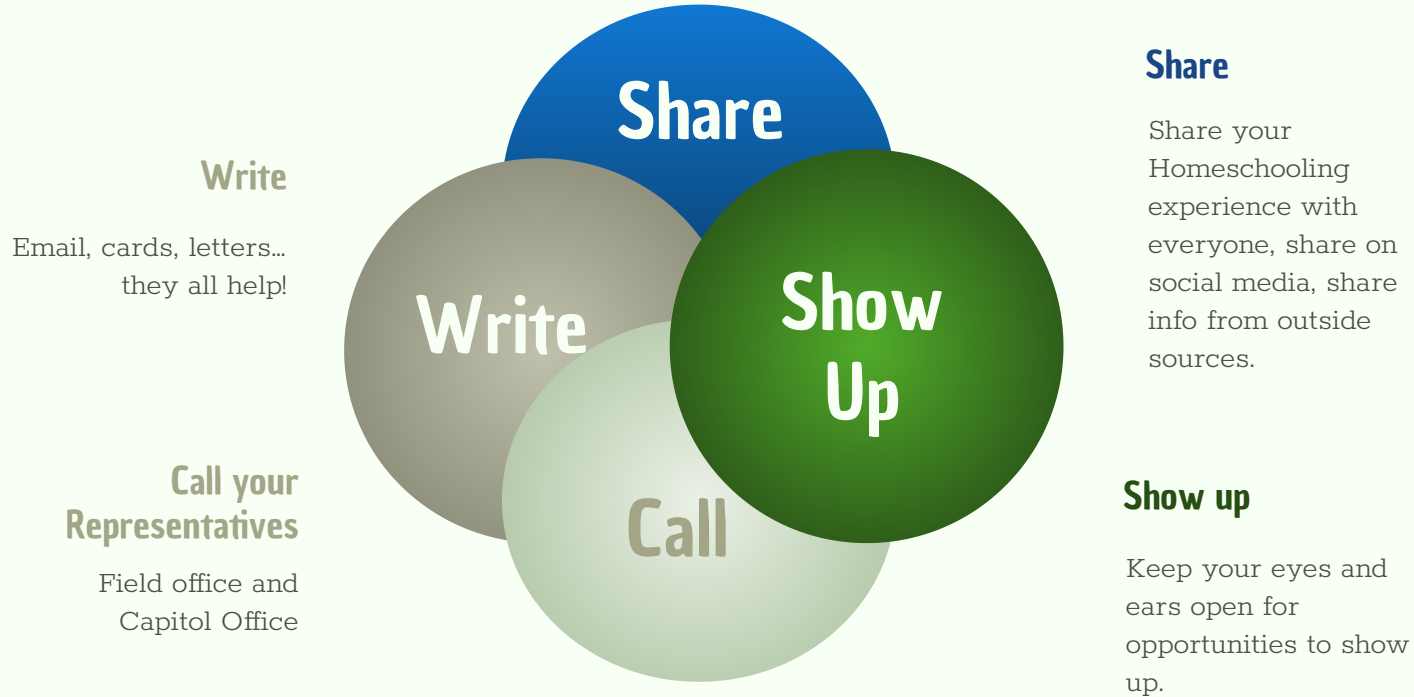 Share
Write
Show
Up
Call
Write
Email, cards, letters…
they all help!
Call your
Representatives
Field office and
Capitol Office
Share
Share your
Homeschooling
experience with
everyone, share on
social media, share
info from outside
sources.
Show up
Keep your eyes and
ears open for
opportunities to show
up.